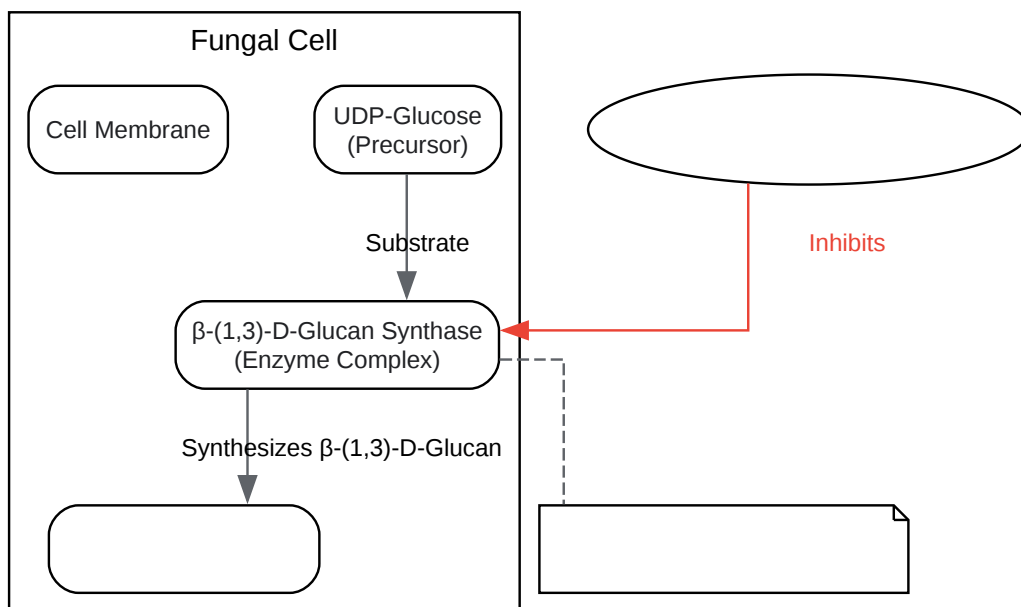 Fungal Cell
Cell Membrane
UDP-Glucose
(Precursor)
Substrate
Inhibits
β-(1,3)-D-Glucan Synthase
(Enzyme Complex)
Synthesizes β-(1,3)-D-Glucan